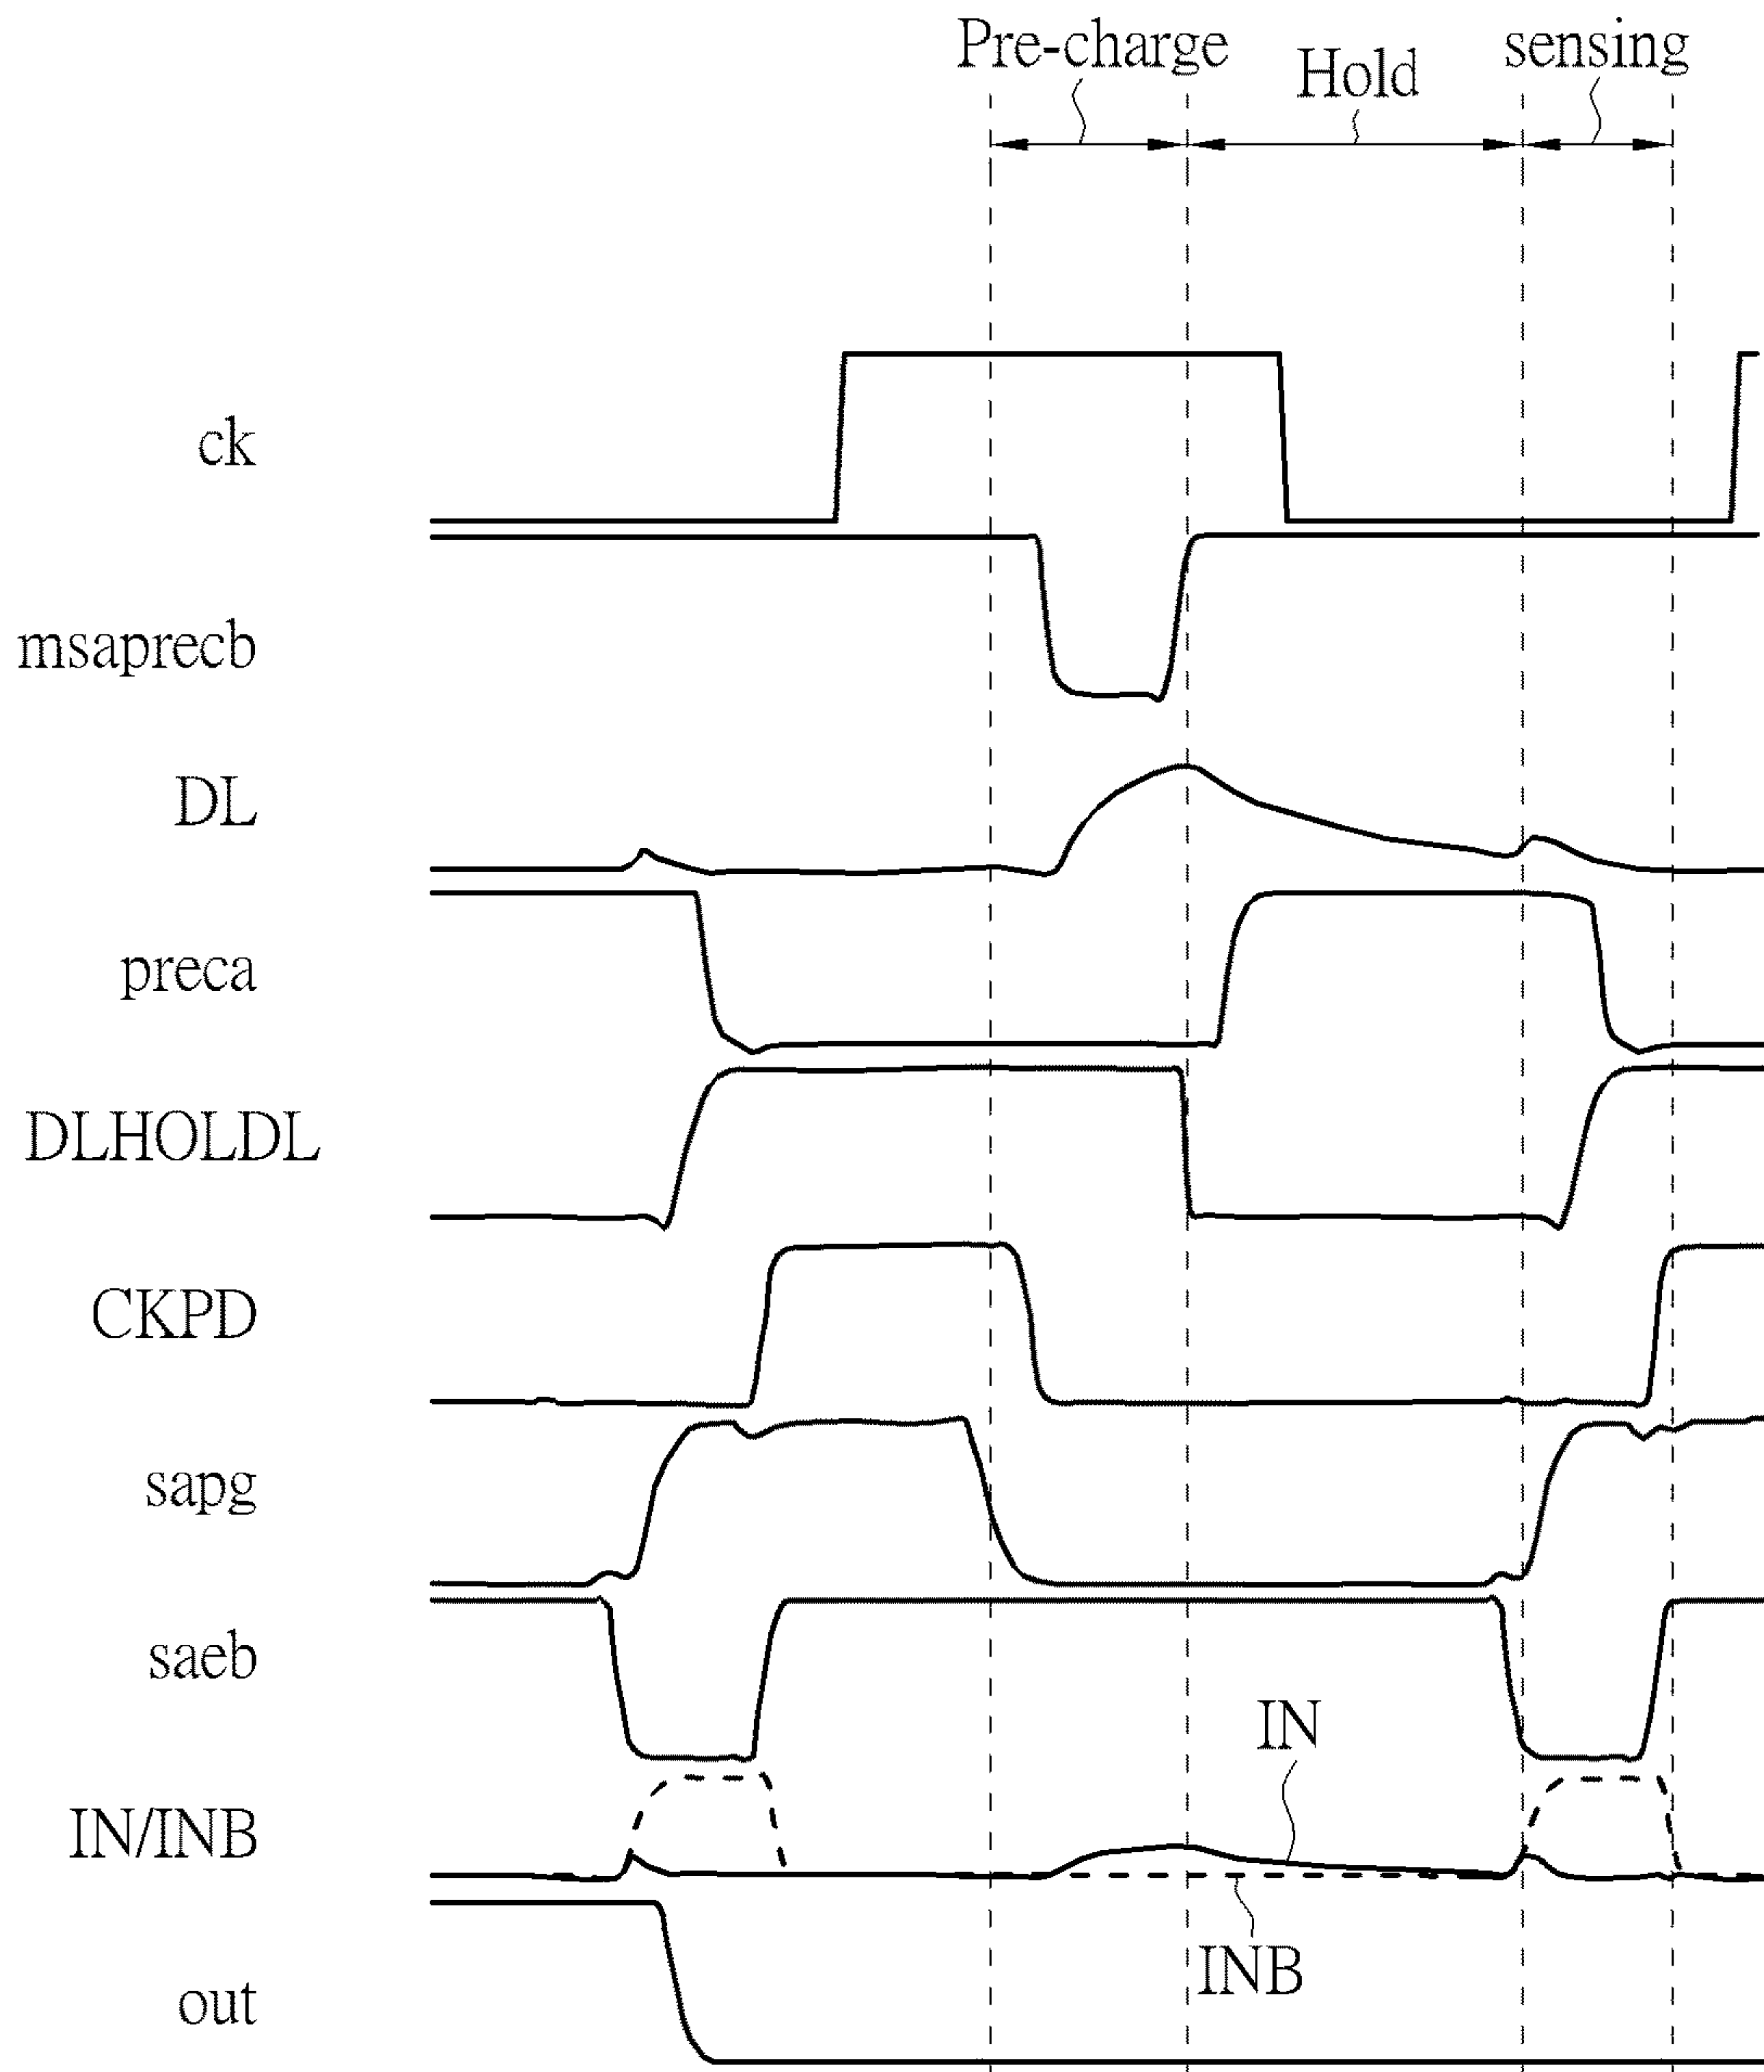 Pre-charge
Hold
sensing
ck
msaprecb
DL
preca
DLHOLDL
CKPD
sapg
saeb
IN
IN/INB
INB
out